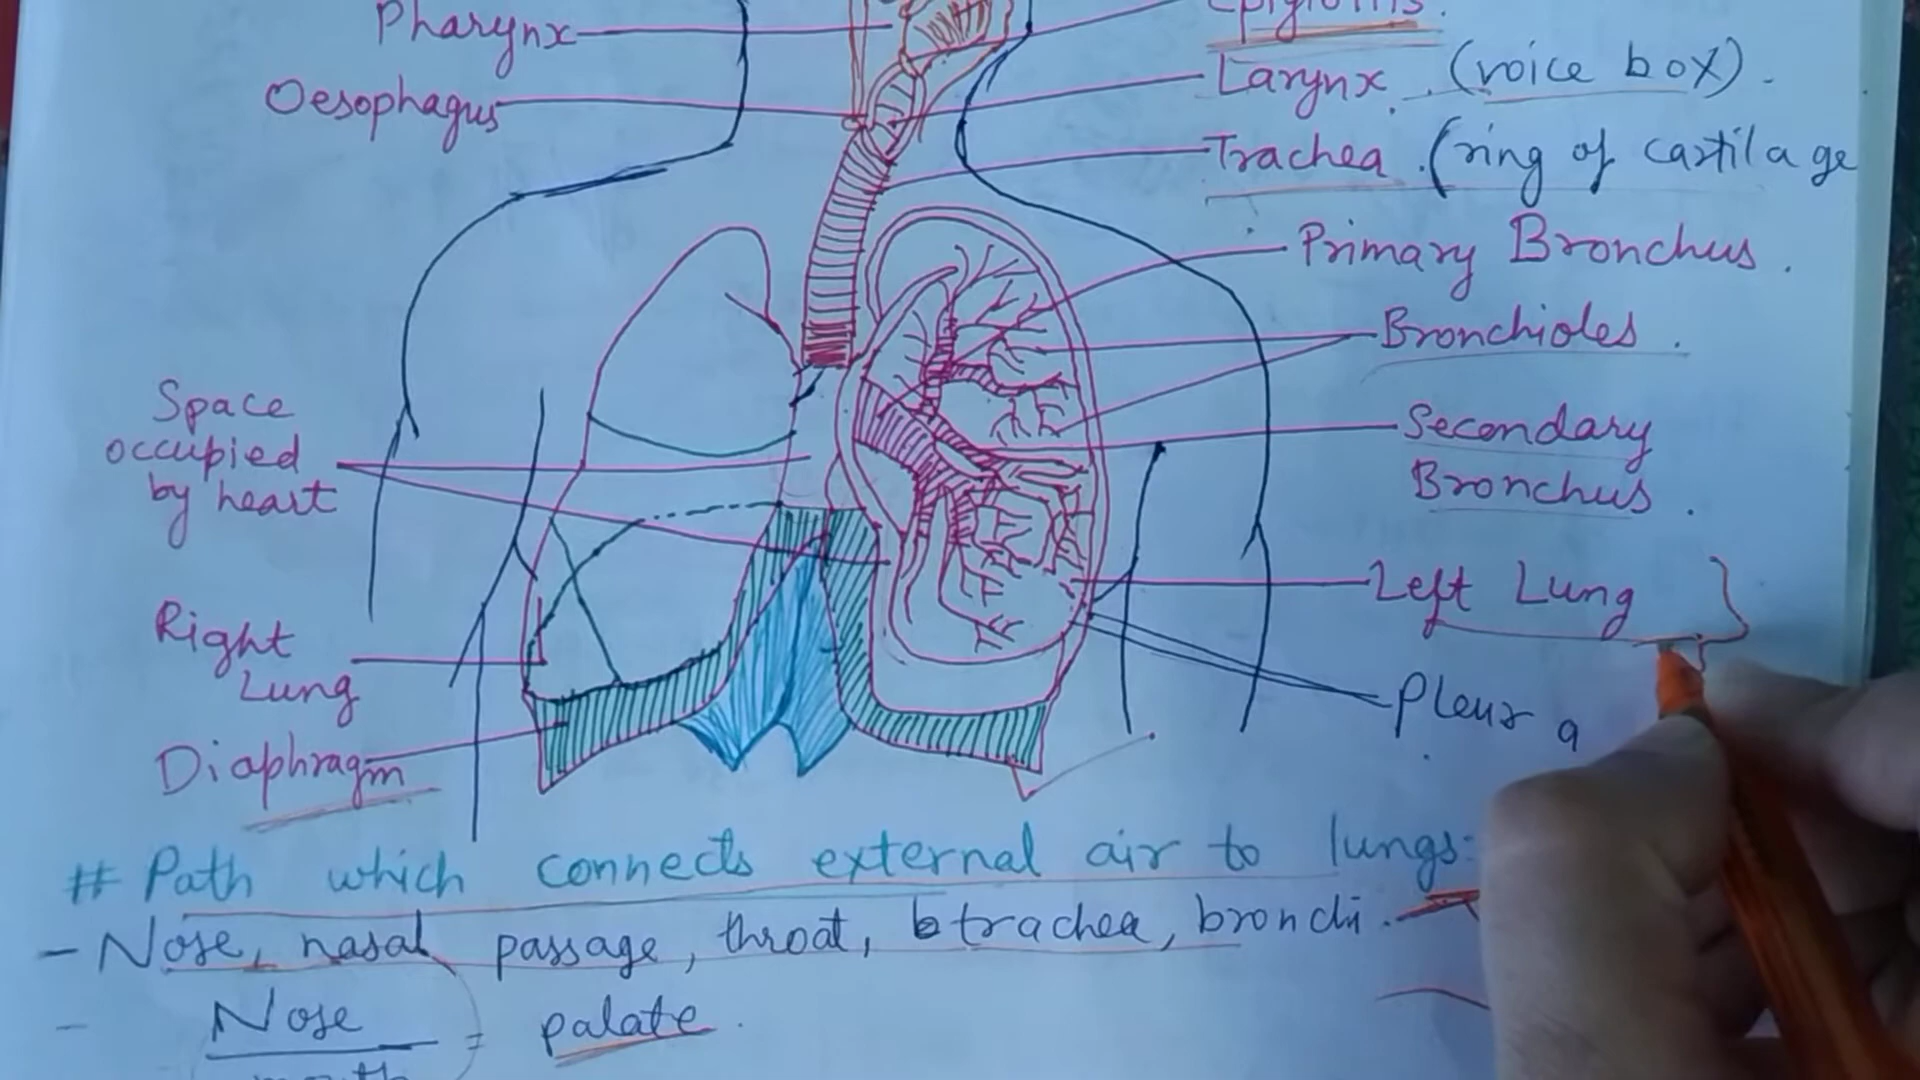 Pharynx
Epiglottis.
Oesophagus
Larynx. (voice box).
Trachea. (ring of cartilage
Primary Bronchus.
Bronchioles.
Space
occupied
by heart
Secondary
Bronchus.
Left Lung
Right
Lung
Pleura
Diaphragm
# Path which connects external air to lungs:
- Nose, nasal passage, throat, trachea, bronchi.
- Nose = palate.
mouth